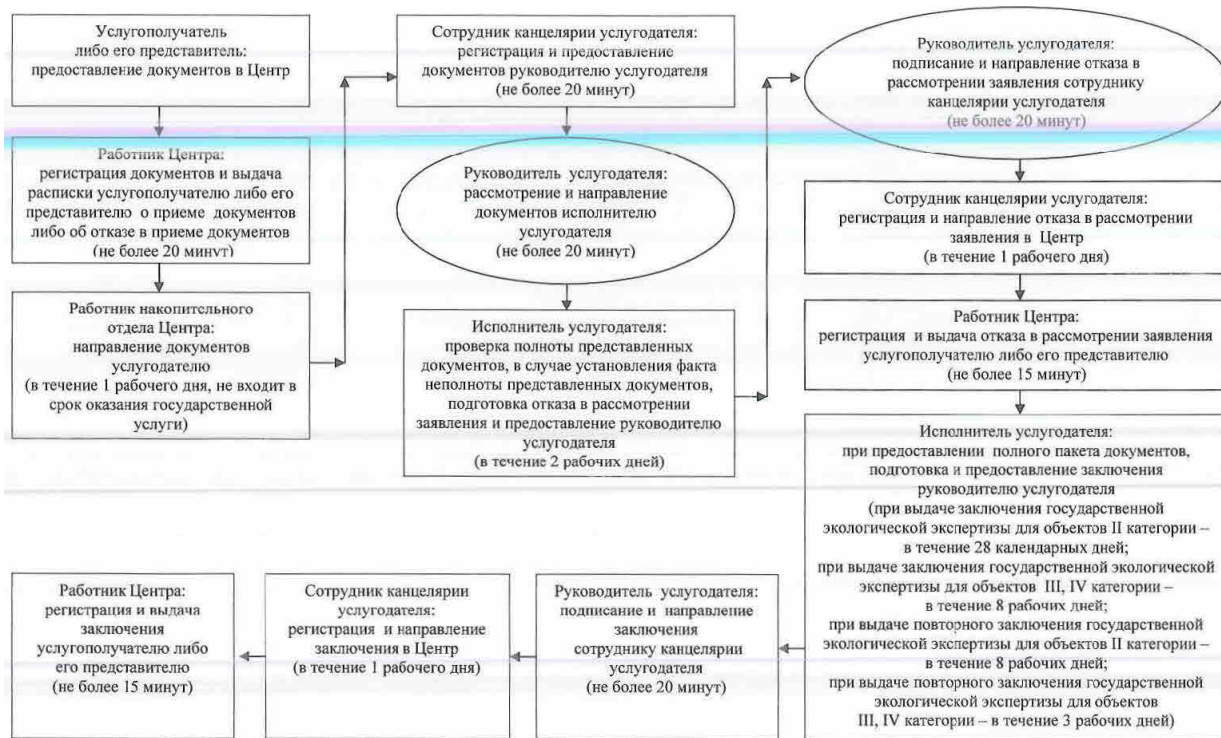 Услугополучатель
либо его представитель:
предоставление документов в Центр
Работник Центра:
регистрация документов и выдача
расписки услугополучателю либо его
представителю о приеме документов
либо об отказе в приеме документов
(не более 20 минут)
Работник накопительного
отдела Центра:
направление документов
услугодателю
(в течение 1 рабочего дня, не входит в
срок оказания государственной
услуги)
Сотрудник канцелярии услугодателя:
регистрация и предоставление
документов руководителю услугодателя
(не более 20 минут)
Руководитель услугодателя:
рассмотрение и направление
документов исполнителю
услугодателя
(не более 20 минут)
Исполнитель услугодателя:
проверка полноты представленных
документов, в случае установления факта
неполноты представленных документов,
подготовка отказа в рассмотрении
заявления и предоставление руководителю
услугодателя
(в течение 2 рабочих дней)
Руководитель услугодателя:
подписание и направление отказа в
рассмотрении заявления сотруднику
канцелярии услугодателя
(не более 20 минут)
Сотрудник канцелярии услугодателя:
регистрация и направление отказа в рассмотрении
заявления в Центр
(в течение 1 рабочего дня)
Работник Центра:
регистрация и выдача отказа в рассмотрении заявления
услугополучателю либо его представителю
(не более 15 минут)
Исполнитель услугодателя:
при предоставлении полного пакета документов,
подготовка и предоставление заключения
руководителю услугодателя
(при выдаче заключения государственной
экологической экспертизы для объектов II категории –
в течение 28 календарных дней;
при выдаче заключения государственной экологической
экспертизы для объектов III, IV категории –
в течение 8 рабочих дней;
при выдаче повторного заключения государственной
экологической экспертизы для объектов II категории –
в течение 8 рабочих дней;
при выдаче повторного заключения государственной
экологической экспертизы для объектов
III, IV категории – в течение 3 рабочих дней)
Руководитель услугодателя:
подписание и направление
заключения
сотруднику канцелярии
услугодателя
(не более 20 минут)
Сотрудник канцелярии
услугодателя:
регистрация и направление
заключения в Центр
(в течение 1 рабочего дня)
Работник Центра:
регистрация и выдача
заключения
услугополучателю либо
его представителю
(не более 15 минут)